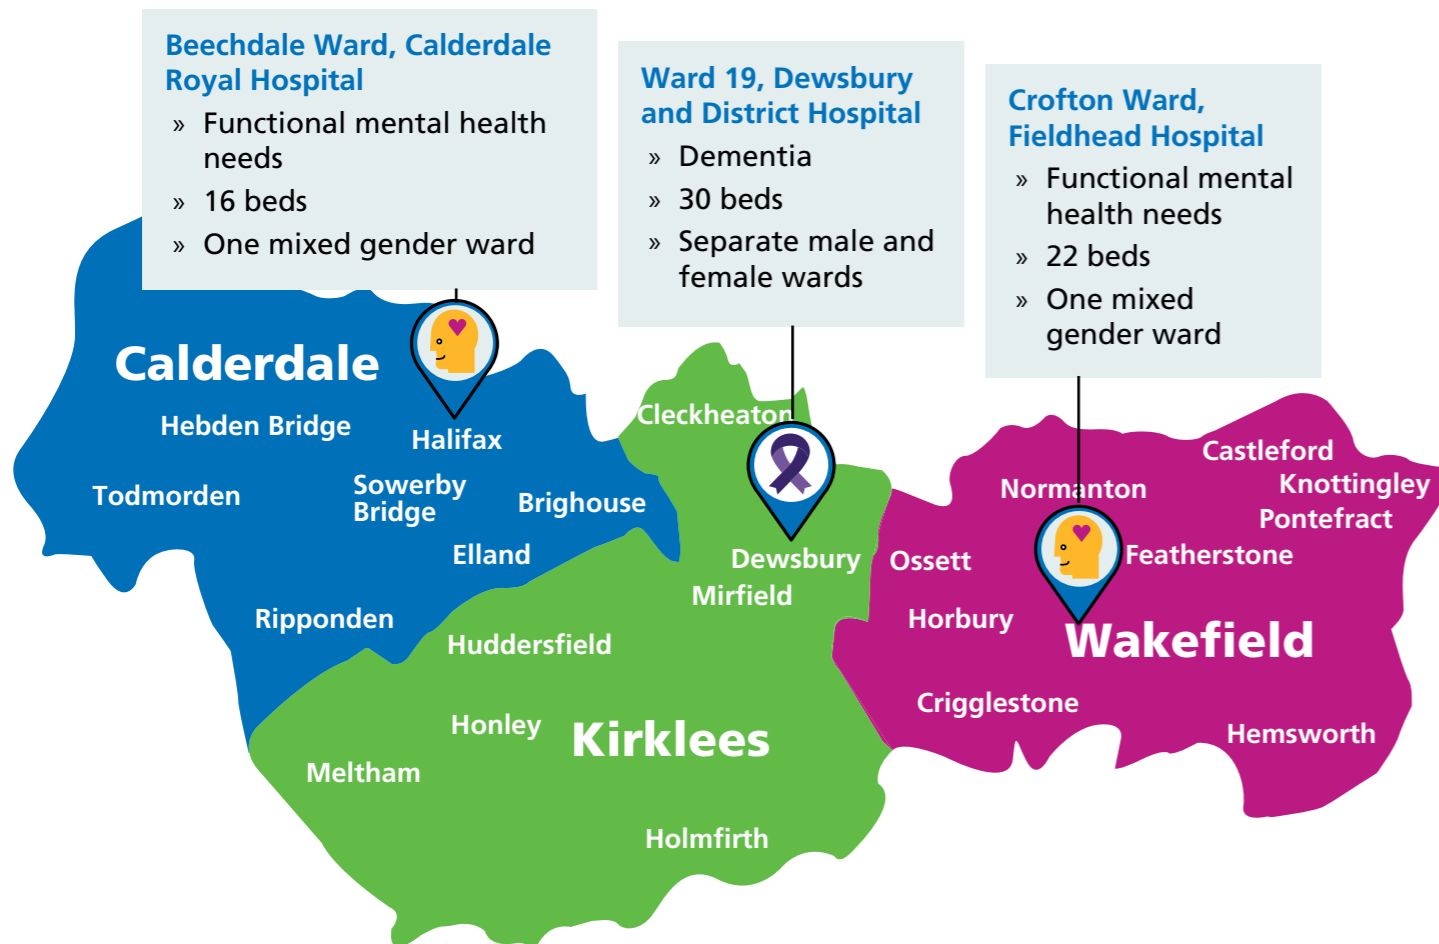 Beechdale Ward, Calderdale
Royal Hospital
» Functional mental health
needs
» 16 beds
» One mixed gender ward
Ward 19, Dewsbury
and District Hospital
» Dementia
» 30 beds
» Separate male and
female wards
Crofton Ward,
Fieldhead Hospital
» Functional mental
health needs
» 22 beds
» One mixed
gender ward
Calderdale
Hebden Bridge
Halifax
Todmorden
Sowerby
Bridge
Brighouse
Elland
Ripponden
Cleckheaton
Dewsbury
Mirfield
Huddersfield
Honley
Kirklees
Meltham
Holmfirth
Castleford
Normanton
Knottingley
Pontefract
Ossett
Featherstone
Horbury
Wakefield
Crigglestone
Hemsworth